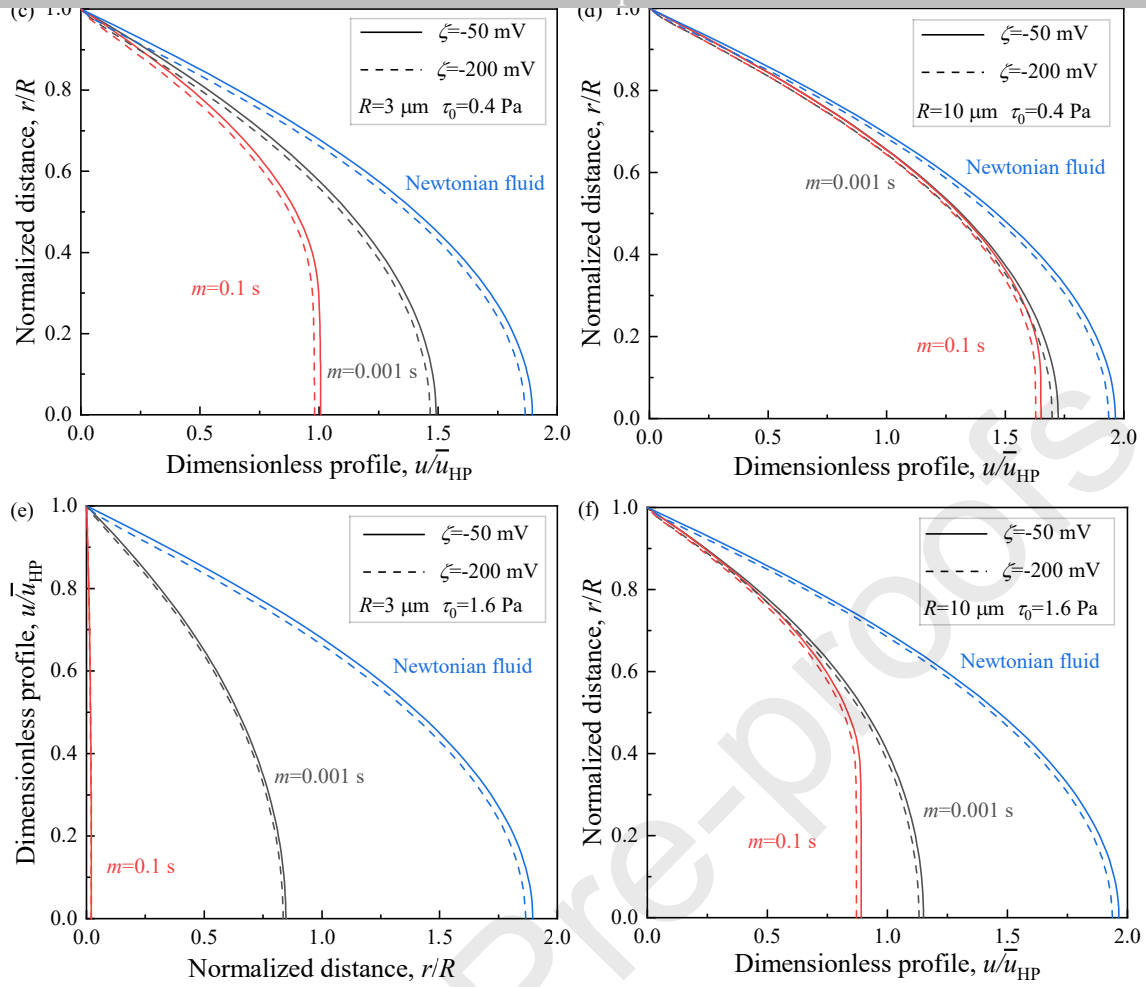 (c)
1.0
0.8
0.6
0.4
0.2
0.0
Normalized distance, r/R
ζ=-50 mV
ζ=-200 mV
R=3 μm τ₀=0.4 Pa
Newtonian fluid
m=0.1 s
m=0.001 s
0.0 0.5 1.0 1.5 2.0
Dimensionless profile, u/u̅HP
(d)
1.0
0.8
0.6
0.4
0.2
0.0
Normalized distance, r/R
ζ=-50 mV
ζ=-200 mV
R=10 μm τ₀=0.4 Pa
Newtonian fluid
m=0.001 s
m=0.1 s
0.0 0.5 1.0 1.5 2.0
Dimensionless profile, u/u̅HP
(e)
1.0
0.8
0.6
0.4
0.2
0.0
Dimensionless profile, u/u̅HP
ζ=-50 mV
ζ=-200 mV
R=3 μm τ₀=1.6 Pa
Newtonian fluid
m=0.001 s
m=0.1 s
0.0 0.5 1.0 1.5 2.0
Normalized distance, r/R
(f)
1.0
0.8
0.6
0.4
0.2
0.0
Normalized distance, r/R
ζ=-50 mV
ζ=-200 mV
R=10 μm τ₀=1.6 Pa
Newtonian fluid
m=0.001 s
m=0.1 s
0.0 0.5 1.0 1.5 2.0
Dimensionless profile, u/u̅HP
Pre-proofs